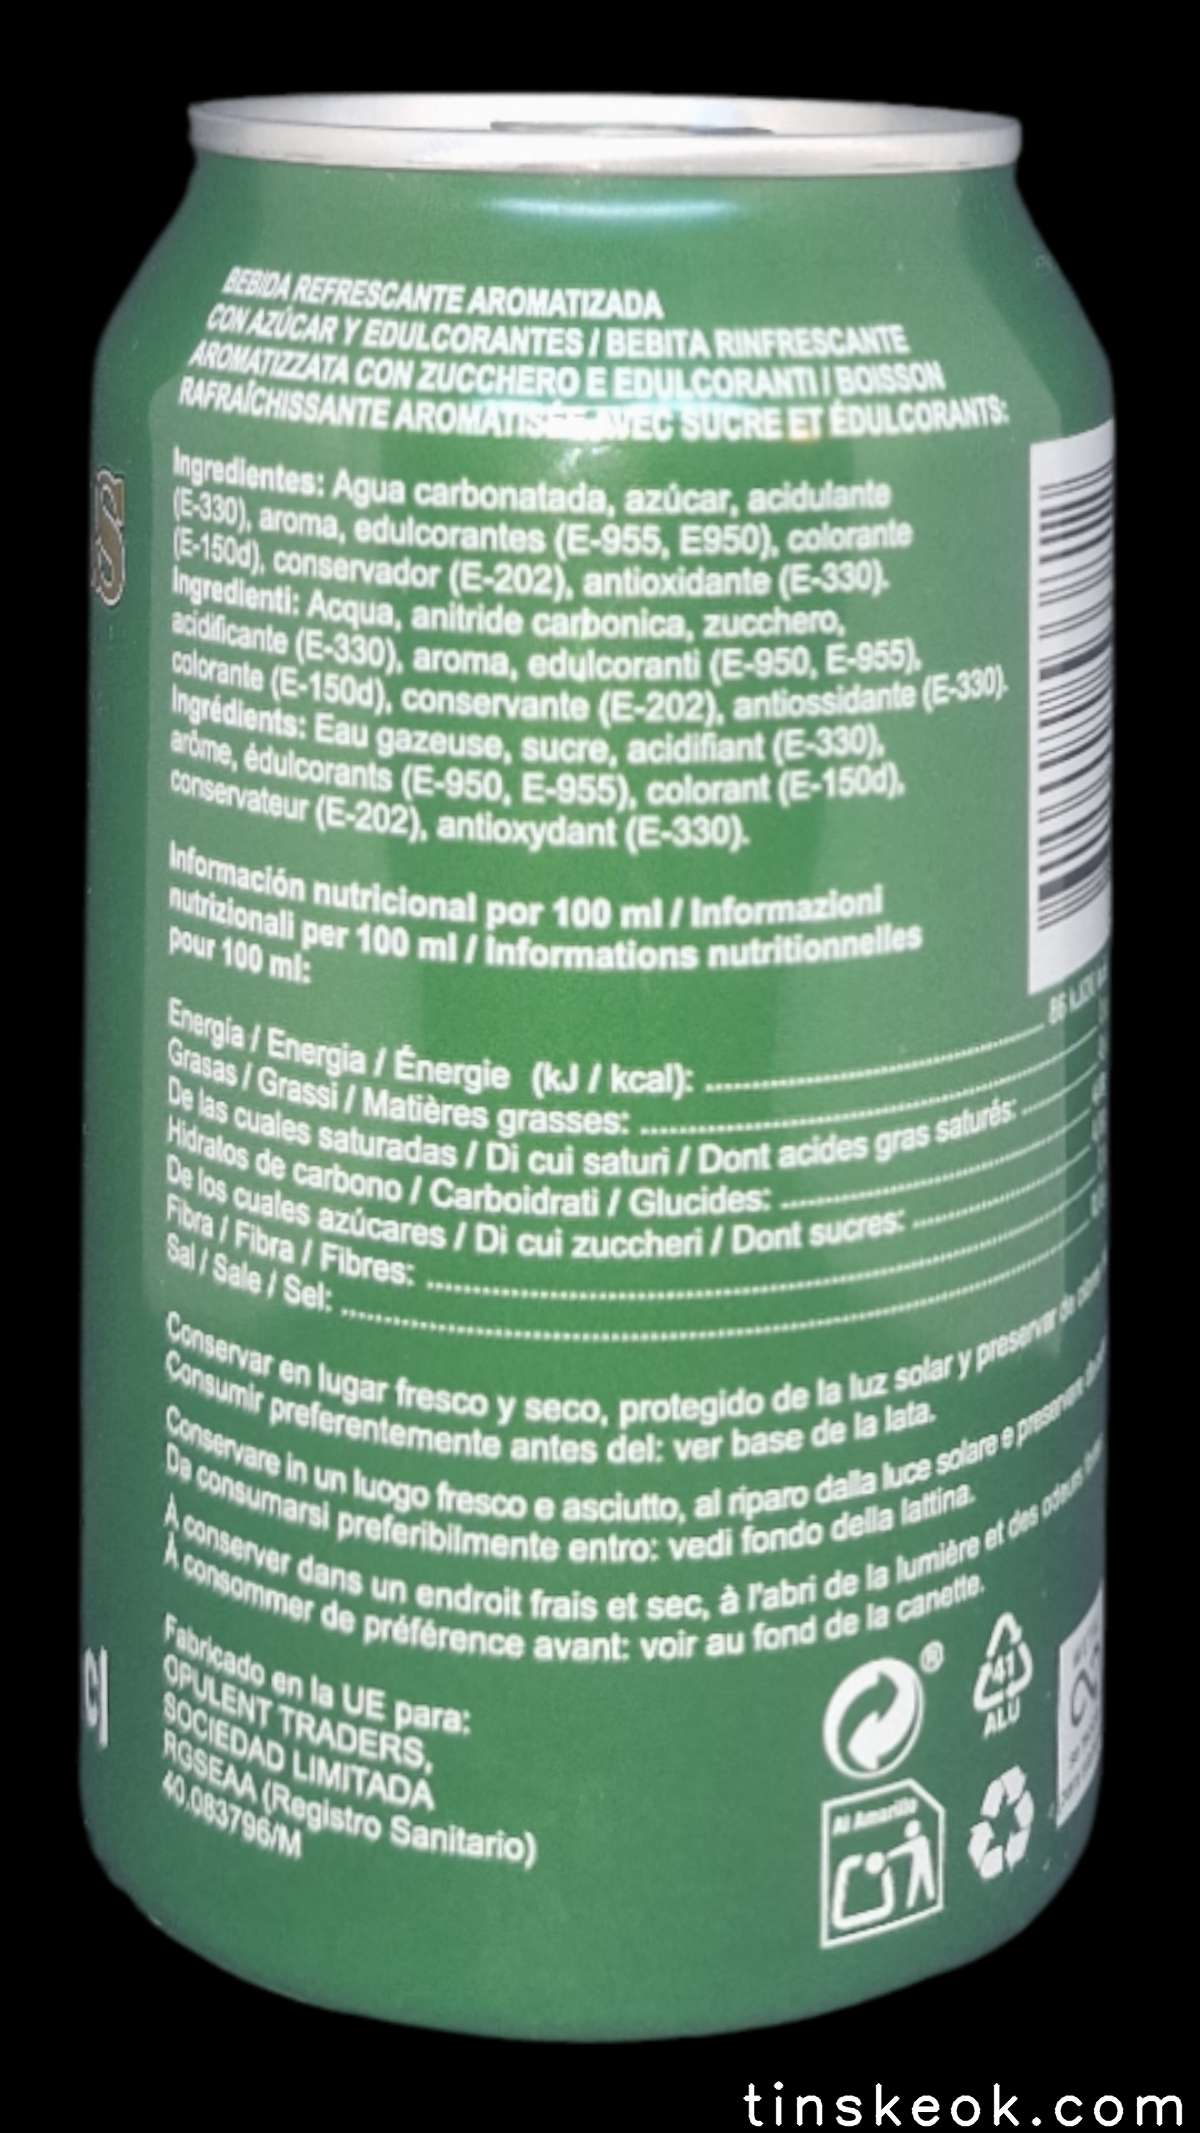 BEBIDA REFRESCANTE AROMATIZADA
CON AZÚCAR Y EDULCORANTES / BEBITA RINFRESCANTE
AROMATIZZATA CON ZUCCHERO E EDULCORANTI / BOISSON
RAFRAÎCHISSANTE AROMATISÉE AVEC SUCRE ET ÉDULCORANTS:
Ingredientes: Agua carbonatada, azúcar, acidulante
(E-330), aroma, edulcorantes (E-955, E950), colorante
(E-150d), conservador (E-202), antioxidante (E-330).
Ingredienti: Acqua, anitride carbonica, zucchero,
acidificante (E-330), aroma, edulcoranti (E-950, E-955),
colorante (E-150d), conservante (E-202), antiossidante (E-330).
Ingrédients: Eau gazeuse, sucre, acidifiant (E-330),
arôme, édulcorants (E-950, E-955), colorant (E-150d),
conservateur (E-202), antioxydant (E-330).
Información nutricional por 100 ml / Informazioni
nutrizionali per 100 ml / Informations nutritionnelles
pour 100 ml:
Energía / Energia / Énergie (kJ / kcal):
Grasas / Grassi / Matières grasses:
De las cuales saturadas / Di cui saturi / Dont acides gras saturés:
Hidratos de carbono / Carboidrati / Glucides:
De los cuales azúcares / Di cui zuccheri / Dont sucres:
Fibra / Fibra / Fibres:
Sal / Sale / Sel:
Conservar en lugar fresco y seco, protegido de la luz solar y preservar de
Consumir preferentemente antes del: ver base de la lata.
Conservare in un luogo fresco e asciutto, al riparo dalla luce solare e
Da consumarsi preferibilmente entro: vedi fondo della lattina.
À conserver dans un endroit frais et sec, à l'abri de la lumière et des odeurs
À consommer de préférence avant: voir au fond de la canette.
Fabricado en la UE para:
OPULENT TRADERS,
SOCIEDAD LIMITADA
RGSEAA (Registro Sanitario)
40.083796/M
®
41
ALU
Al Amarillo
tinskeok.com